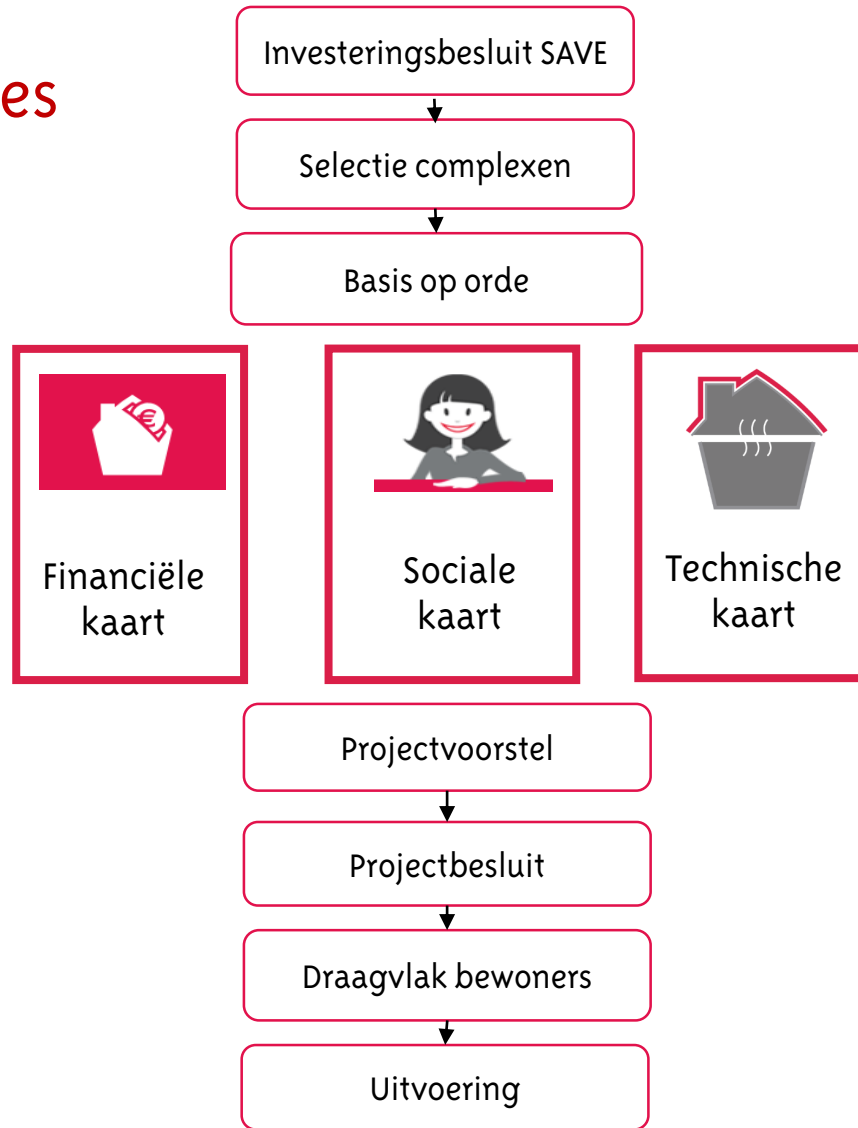 es
Investeringsbesluit SAVE
Selectie complexen
Basis op orde
€
Financiële
kaart
Sociale
kaart
Technische
kaart
Projectvoorstel
Projectbesluit
Draagvlak bewoners
Uitvoering